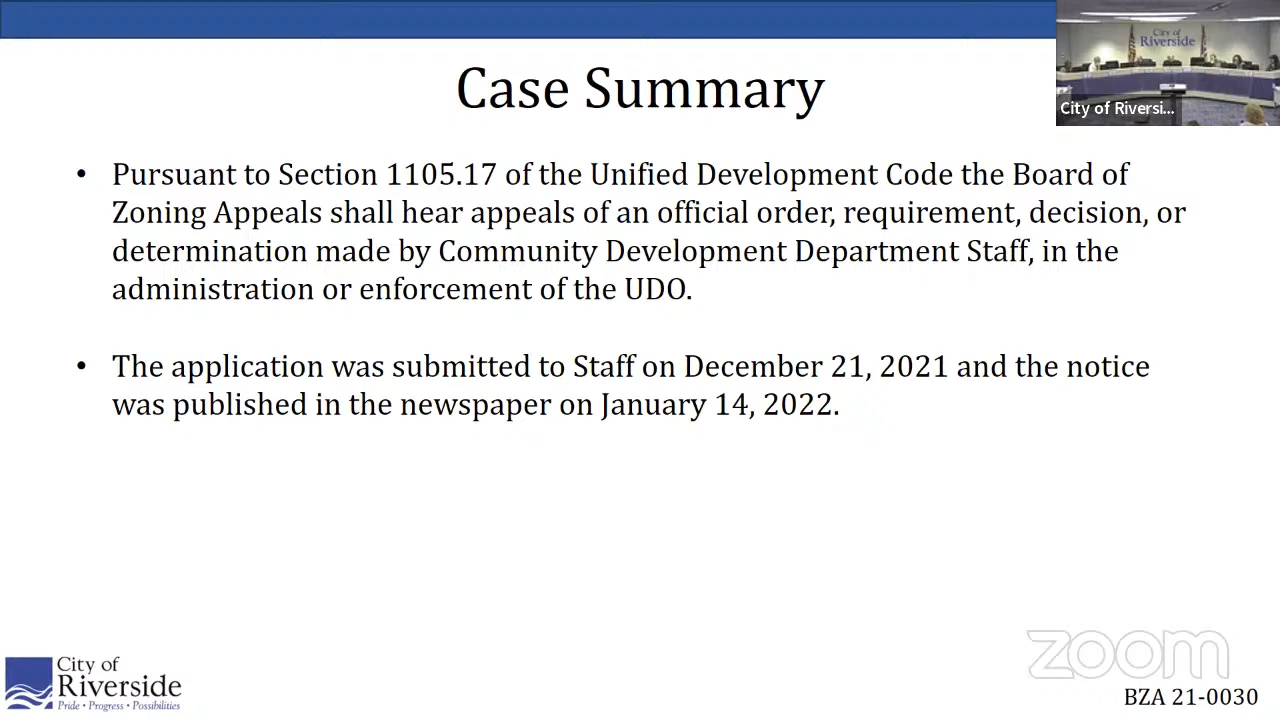 Case Summary
City of
Riverside
City of Riversi...
• Pursuant to Section 1105.17 of the Unified Development Code the Board of
Zoning Appeals shall hear appeals of an official order, requirement, decision, or
determination made by Community Development Department Staff, in the
administration or enforcement of the UDO.
• The application was submitted to Staff on December 21, 2021 and the notice
was published in the newspaper on January 14, 2022.
City of
Riverside
Pride • Progress • Possibilities
zoom
BZA 21-0030